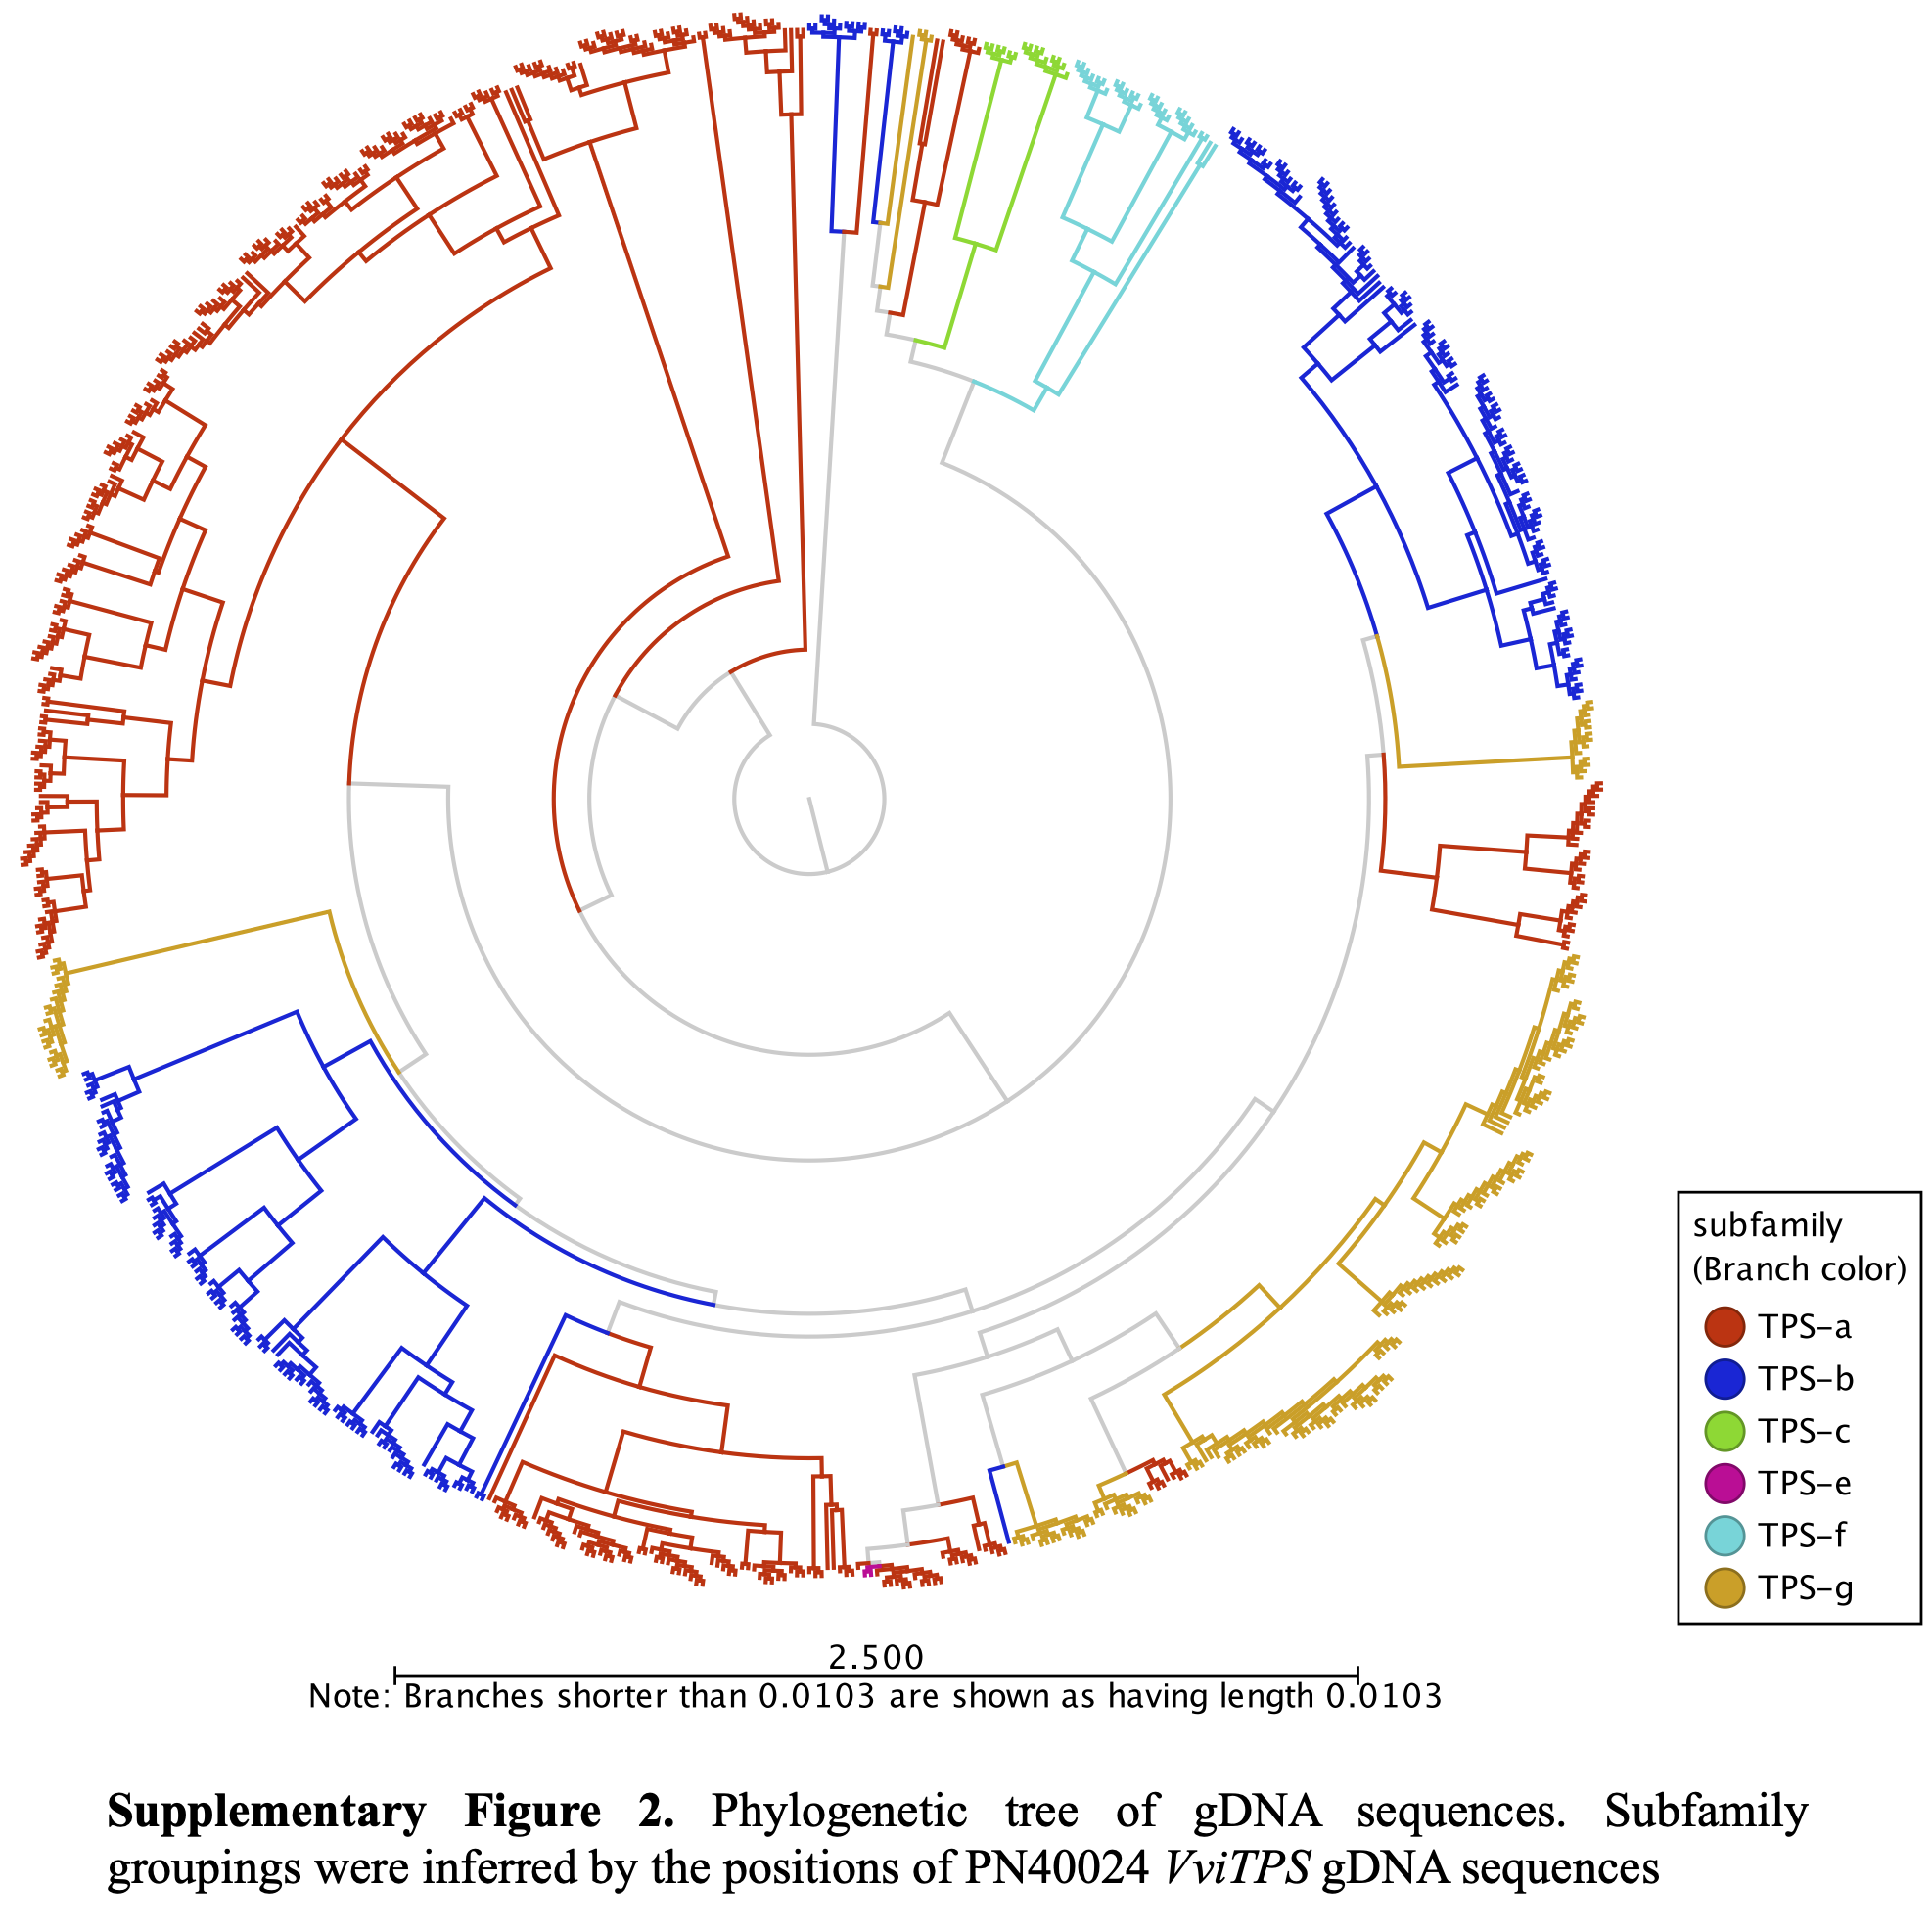 subfamily
(Branch color)
TPS-a
TPS-b
TPS-c
TPS-e
TPS-f
TPS-g
2.500
Note: Branches shorter than 0.0103 are shown as having length 0.0103
Supplementary Figure 2. Phylogenetic tree of gDNA sequences. Subfamily
groupings were inferred by the positions of PN40024 VviTPS gDNA sequences